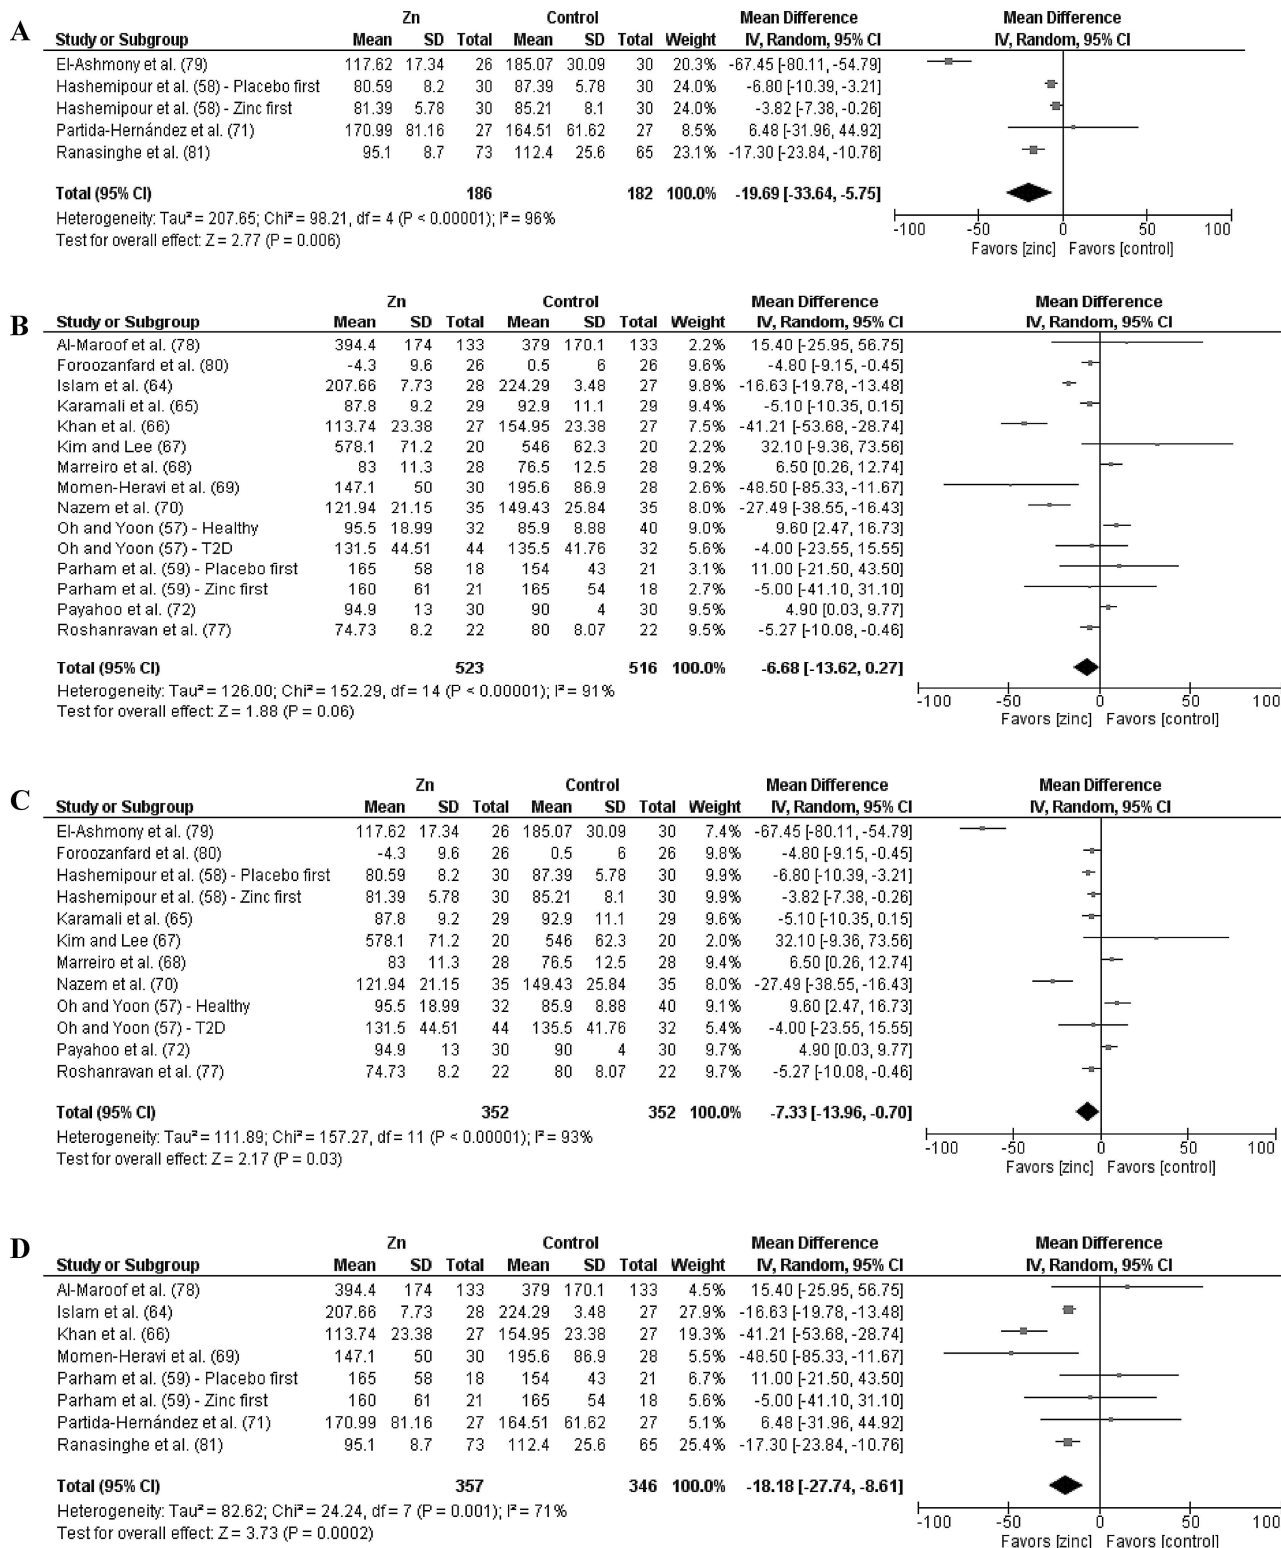 A
Zn Control Mean Difference Mean Difference
Study or Subgroup Mean SD Total Mean SD Total Weight IV, Random, 95% CI IV, Random, 95% CI
El-Ashmony et al. (79) 117.62 17.34 26 185.07 30.09 30 20.3% -67.45 [-80.11, -54.79]
Hashemipour et al. (58) - Placebo first 80.59 8.2 30 87.39 5.78 30 24.0% -6.80 [-10.39, -3.21]
Hashemipour et al. (58) - Zinc first 81.39 5.78 30 85.21 8.1 30 24.0% -3.82 [-7.38, -0.26]
Partida-Hernández et al. (71) 170.99 81.16 27 164.51 61.62 27 8.5% 6.48 [-31.96, 44.92]
Ranasinghe et al. (81) 95.1 8.7 73 112.4 25.6 65 23.1% -17.30 [-23.84, -10.76]
Total (95% CI) 186 182 100.0% -19.69 [-33.64, -5.75]
Heterogeneity: Tau² = 207.65; Chi² = 98.21, df = 4 (P < 0.00001); I² = 96%
Test for overall effect: Z = 2.77 (P = 0.006)
-100 -50 0 50 100
Favors [zinc] Favors [control]
B
Zn Control Mean Difference Mean Difference
Study or Subgroup Mean SD Total Mean SD Total Weight IV, Random, 95% CI IV, Random, 95% CI
Al-Maroof et al. (78) 394.4 174 133 379 170.1 133 2.2% 15.40 [-25.95, 56.75]
Foroozanfard et al. (80) -4.3 9.6 26 0.5 6 26 9.6% -4.80 [-9.15, -0.45]
Islam et al. (64) 207.66 7.73 28 224.29 3.48 27 9.8% -16.63 [-19.78, -13.48]
Karamali et al. (65) 87.8 9.2 29 92.9 11.1 29 9.4% -5.10 [-10.35, 0.15]
Khan et al. (66) 113.74 23.38 27 154.95 23.38 27 7.5% -41.21 [-53.68, -28.74]
Kim and Lee (67) 578.1 71.2 20 546 62.3 20 2.2% 32.10 [-9.36, 73.56]
Marreiro et al. (68) 83 11.3 28 76.5 12.5 28 9.2% 6.50 [0.26, 12.74]
Momen-Heravi et al. (69) 147.1 50 30 195.6 86.9 28 2.6% -48.50 [-85.33, -11.67]
Nazem et al. (70) 121.94 21.15 35 149.43 25.84 35 8.0% -27.49 [-38.55, -16.43]
Oh and Yoon (57) - Healthy 95.5 18.99 32 85.9 8.88 40 9.0% 9.60 [2.47, 16.73]
Oh and Yoon (57) - T2D 131.5 44.51 44 135.5 41.76 32 5.6% -4.00 [-23.55, 15.55]
Parham et al. (59) - Placebo first 165 58 18 154 43 21 3.1% 11.00 [-21.50, 43.50]
Parham et al. (59) - Zinc first 160 61 21 165 54 18 2.6% -5.00 [-41.10, 31.10]
Payahoo et al. (72) 94.9 13 30 90 4 30 9.5% 4.90 [0.03, 9.77]
Roshanravan et al. (77) 74.73 8.2 22 80 8.07 22 9.5% -5.27 [-10.08, -0.46]
Total (95% CI) 523 516 100.0% -6.68 [-13.62, 0.27]
Heterogeneity: Tau² = 126.00; Chi² = 152.29, df = 14 (P < 0.00001); I² = 91%
Test for overall effect: Z = 1.88 (P = 0.06)
-100 -50 0 50 100
Favors [zinc] Favors [control]
C
Zn Control Mean Difference Mean Difference
Study or Subgroup Mean SD Total Mean SD Total Weight IV, Random, 95% CI IV, Random, 95% CI
El-Ashmony et al. (79) 117.62 17.34 26 185.07 30.09 30 7.4% -67.45 [-80.11, -54.79]
Foroozanfard et al. (80) -4.3 9.6 26 0.5 6 26 9.8% -4.80 [-9.15, -0.45]
Hashemipour et al. (58) - Placebo first 80.59 8.2 30 87.39 5.78 30 9.9% -6.80 [-10.39, -3.21]
Hashemipour et al. (58) - Zinc first 81.39 5.78 30 85.21 8.1 30 9.9% -3.82 [-7.38, -0.26]
Karamali et al. (65) 87.8 9.2 29 92.9 11.1 29 9.6% -5.10 [-10.35, 0.15]
Kim and Lee (67) 578.1 71.2 20 546 62.3 20 2.0% 32.10 [-9.36, 73.56]
Marreiro et al. (68) 83 11.3 28 76.5 12.5 28 9.4% 6.50 [0.26, 12.74]
Nazem et al. (70) 121.94 21.15 35 149.43 25.84 35 8.0% -27.49 [-38.55, -16.43]
Oh and Yoon (57) - Healthy 95.5 18.99 32 85.9 8.88 40 9.1% 9.60 [2.47, 16.73]
Oh and Yoon (57) - T2D 131.5 44.51 44 135.5 41.76 32 5.4% -4.00 [-23.55, 15.55]
Payahoo et al. (72) 94.9 13 30 90 4 30 9.7% 4.90 [0.03, 9.77]
Roshanravan et al. (77) 74.73 8.2 22 80 8.07 22 9.7% -5.27 [-10.08, -0.46]
Total (95% CI) 352 352 100.0% -7.33 [-13.96, -0.70]
Heterogeneity: Tau² = 111.89; Chi² = 157.27, df = 11 (P < 0.00001); I² = 93%
Test for overall effect: Z = 2.17 (P = 0.03)
-100 -50 0 50 100
Favors [zinc] Favors [control]
D
Zn Control Mean Difference Mean Difference
Study or Subgroup Mean SD Total Mean SD Total Weight IV, Random, 95% CI IV, Random, 95% CI
Al-Maroof et al. (78) 394.4 174 133 379 170.1 133 4.5% 15.40 [-25.95, 56.75]
Islam et al. (64) 207.66 7.73 28 224.29 3.48 27 27.9% -16.63 [-19.78, -13.48]
Khan et al. (66) 113.74 23.38 27 154.95 23.38 27 19.3% -41.21 [-53.68, -28.74]
Momen-Heravi et al. (69) 147.1 50 30 195.6 86.9 28 5.5% -48.50 [-85.33, -11.67]
Parham et al. (59) - Placebo first 165 58 18 154 43 21 6.7% 11.00 [-21.50, 43.50]
Parham et al. (59) - Zinc first 160 61 21 165 54 18 5.6% -5.00 [-41.10, 31.10]
Partida-Hernández et al. (71) 170.99 81.16 27 164.51 61.62 27 5.1% 6.48 [-31.96, 44.92]
Ranasinghe et al. (81) 95.1 8.7 73 112.4 25.6 65 25.4% -17.30 [-23.84, -10.76]
Total (95% CI) 357 346 100.0% -18.18 [-27.74, -8.61]
Heterogeneity: Tau² = 82.62; Chi² = 24.24, df = 7 (P = 0.001); I² = 71%
Test for overall effect: Z = 3.73 (P = 0.0002)
-100 -50 0 50 100
Favors [zinc] Favors [control]